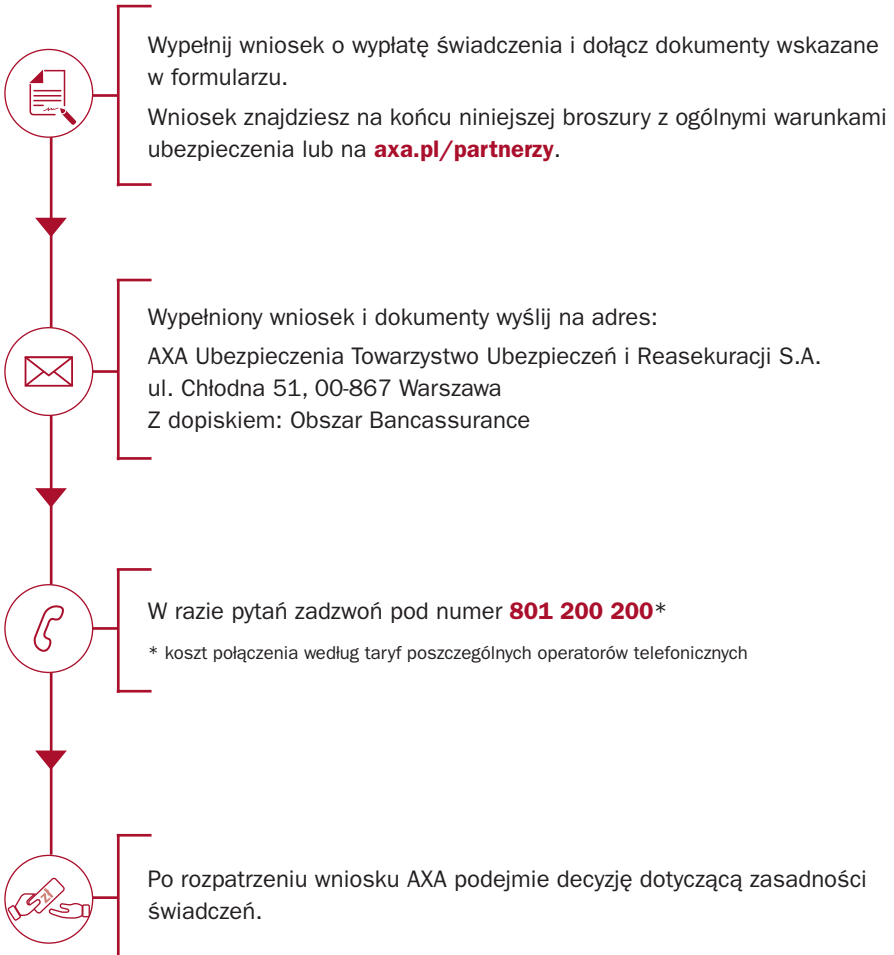 Wypełnij wniosek o wypłatę świadczenia i dołącz dokumenty wskazane
w formularzu.
Wniosek znajdziesz na końcu niniejszej broszury z ogólnymi warunkami
ubezpieczenia lub na axa.pl/partnerzy.
Wypełniony wniosek i dokumenty wyślij na adres:
AXA Ubezpieczenia Towarzystwo Ubezpieczeń i Reasekuracji S.A.
ul. Chłodna 51, 00-867 Warszawa
Z dopiskiem: Obszar Bancassurance
W razie pytań zadzwoń pod numer 801 200 200*
* koszt połączenia według taryf poszczególnych operatorów telefonicznych
zł
Po rozpatrzeniu wniosku AXA podejmie decyzję dotyczącą zasadności
świadczeń.